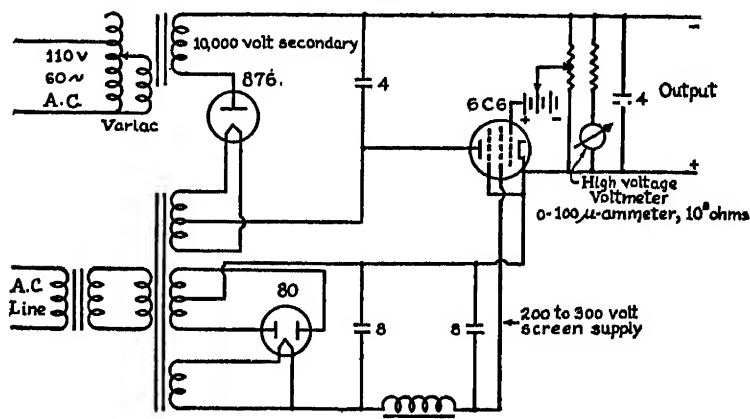 110 v
60 ~
A.C.
Variac
10,000 volt secondary
876.
4
6C6
+
-
-
4
Output
+
High voltage
Voltmeter
0-100 μ-ammeter, 10⁸ ohms
A.C.
Line
80
8
8
200 to 300 volt
screen supply